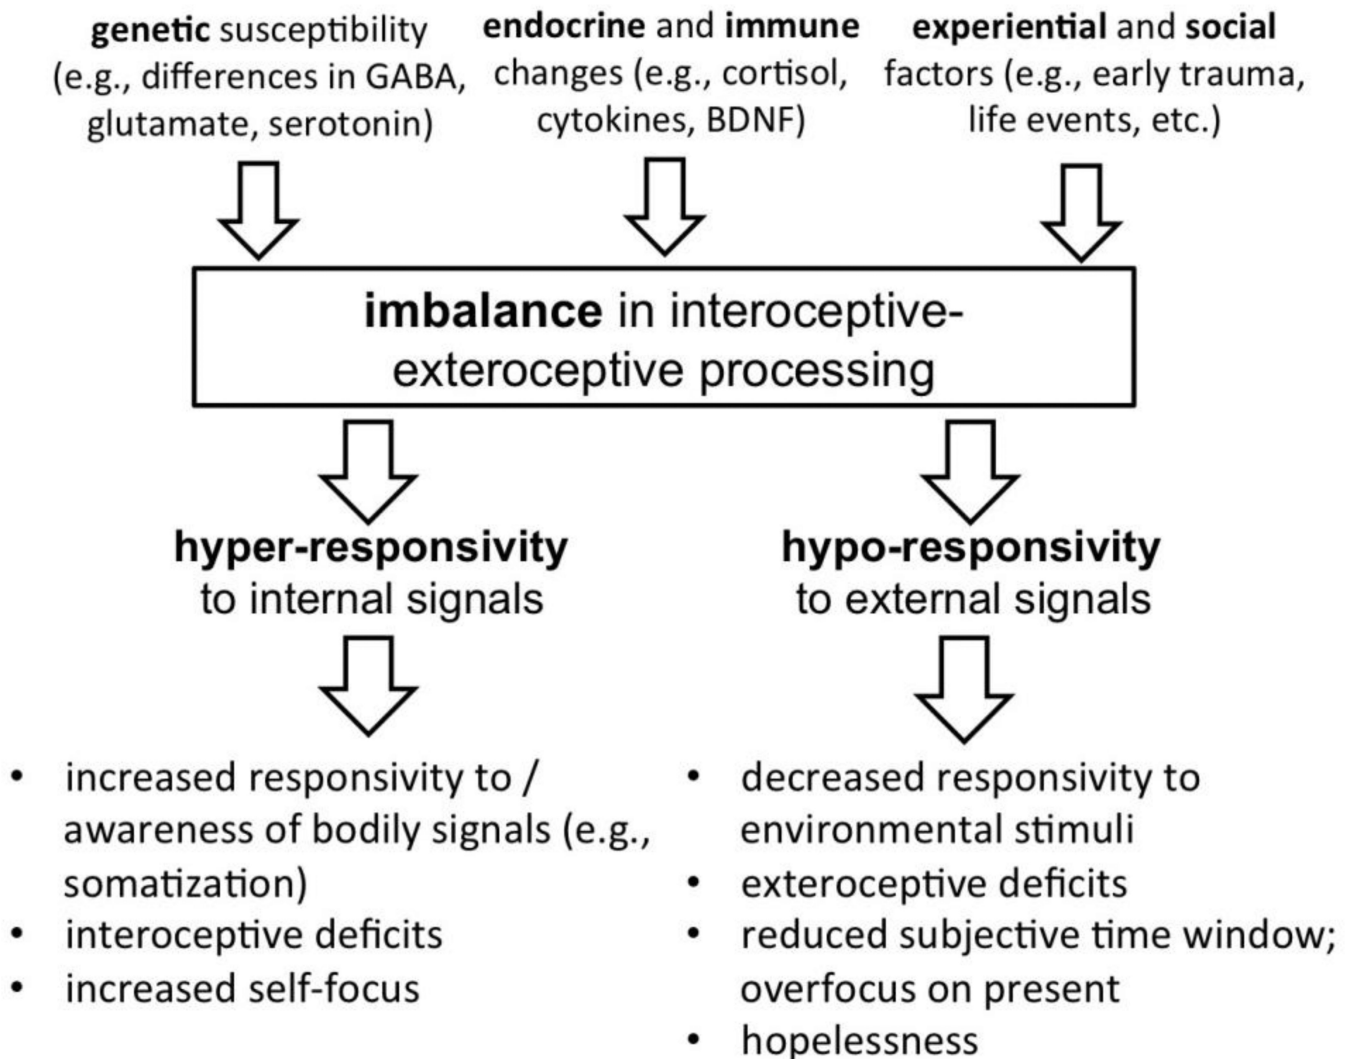 genetic susceptibility
(e.g., differences in GABA,
glutamate, serotonin)
endocrine and immune
changes (e.g., cortisol,
cytokines, BDNF)
experiential and social
factors (e.g., early trauma,
life events, etc.)
imbalance in interoceptive-
exteroceptive processing
hyper-responsivity
to internal signals
hypo-responsivity
to external signals
• increased responsivity to /
awareness of bodily signals (e.g.,
somatization)
• interoceptive deficits
• increased self-focus
• decreased responsivity to
environmental stimuli
• exteroceptive deficits
• reduced subjective time window;
overfocus on present
• hopelessness